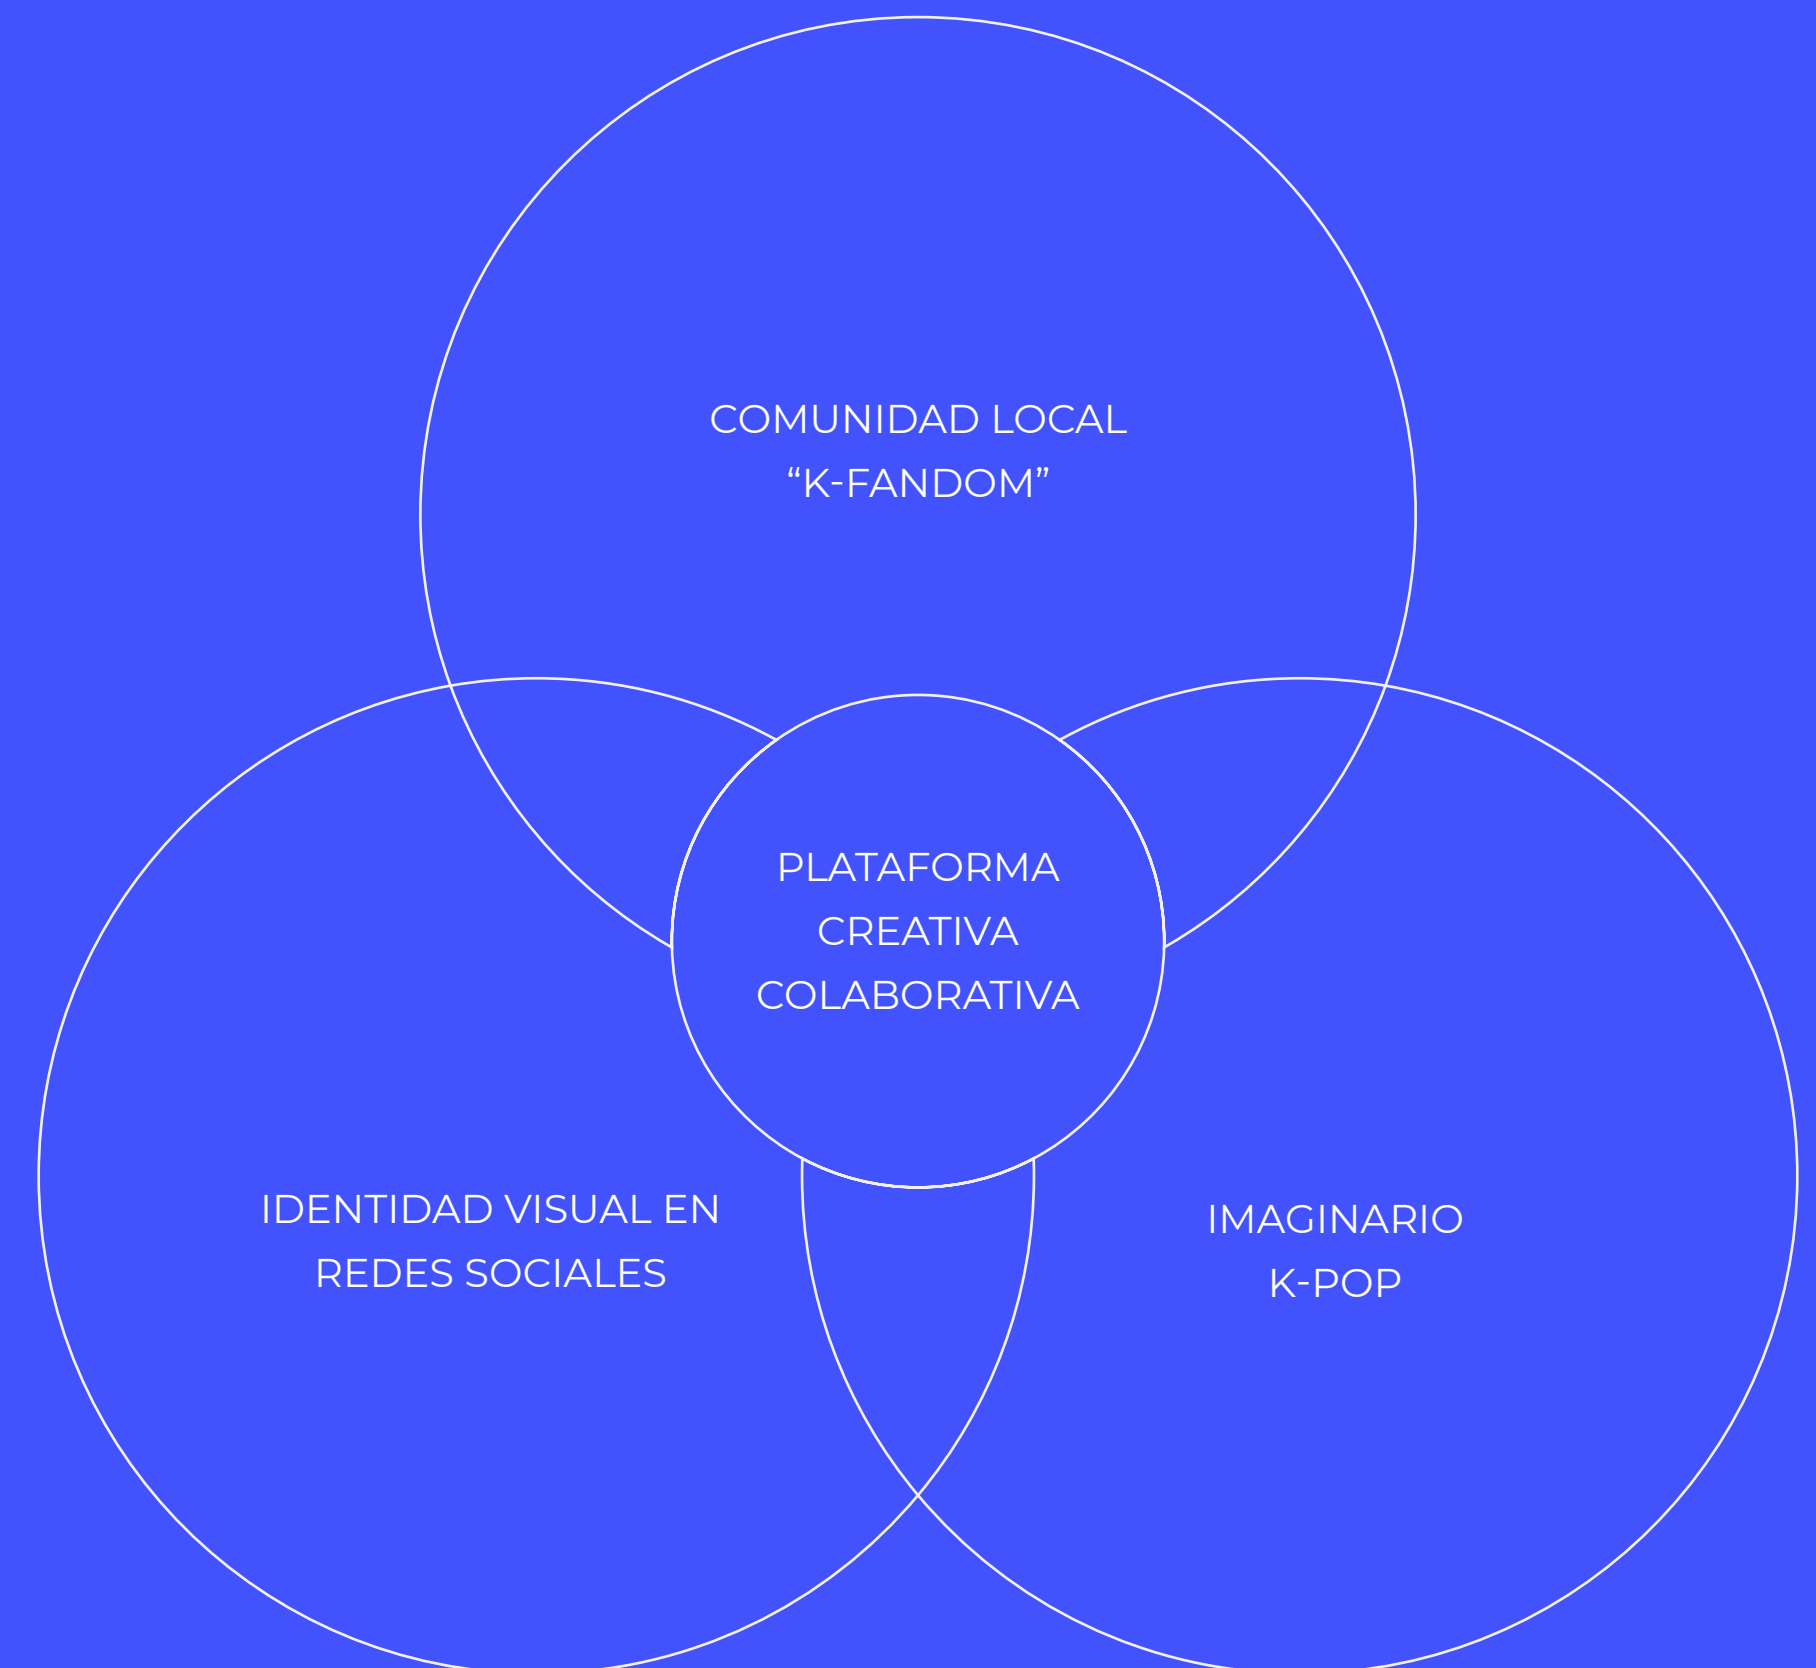 COMUNIDAD LOCAL
“K-FANDOM”
PLATAFORMA
CREATIVA
COLABORATIVA
IDENTIDAD VISUAL EN
REDES SOCIALES
IMAGINARIO
K-POP